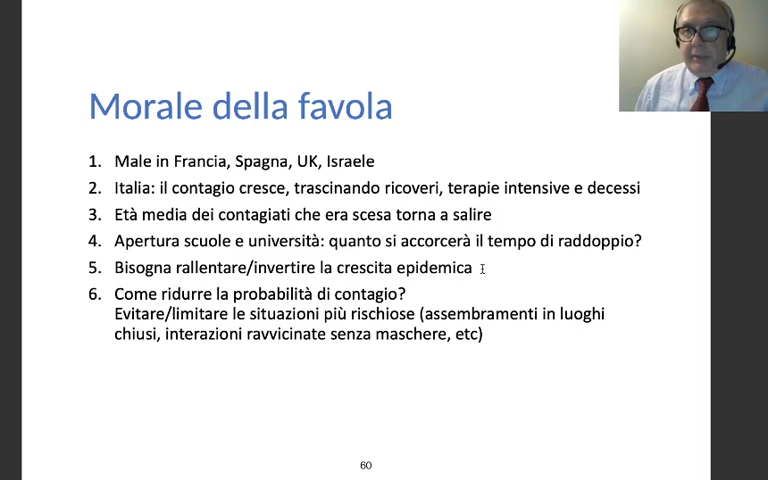 Morale della favola
1. Male in Francia, Spagna, UK, Israele
2. Italia: il contagio cresce, trascinando ricoveri, terapie intensive e decessi
3. Età media dei contagiati che era scesa torna a salire
4. Apertura scuole e università: quanto si accorcerà il tempo di raddoppio?
5. Bisogna rallentare/invertire la crescita epidemica
6. Come ridurre la probabilità di contagio?
Evitare/limitare le situazioni più rischiose (assembramenti in luoghi
chiusi, interazioni ravvicinate senza maschere, etc)
60